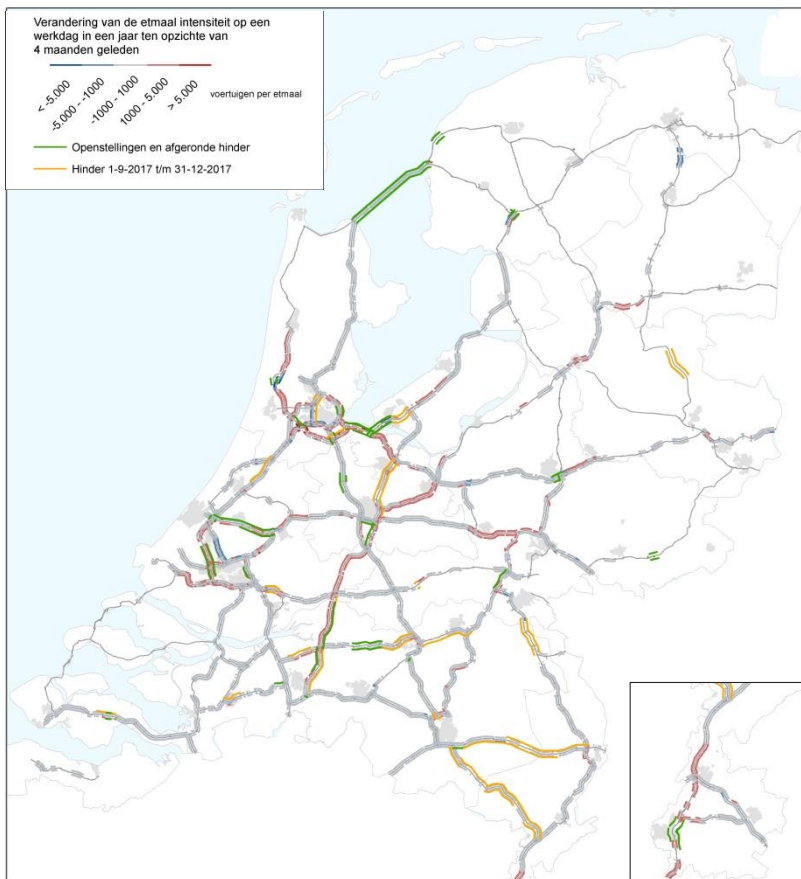 Verandering van de etmaal intensiteit op een
werkdag in een jaar ten opzichte van
4 maanden geleden
< -5.000
-5.000 - -1000
-1000 - 1000
1000 - 5.000
> 5.000
voertuigen per etmaal
Openstellingen en afgeronde hinder
Hinder 1-9-2017 t/m 31-12-2017